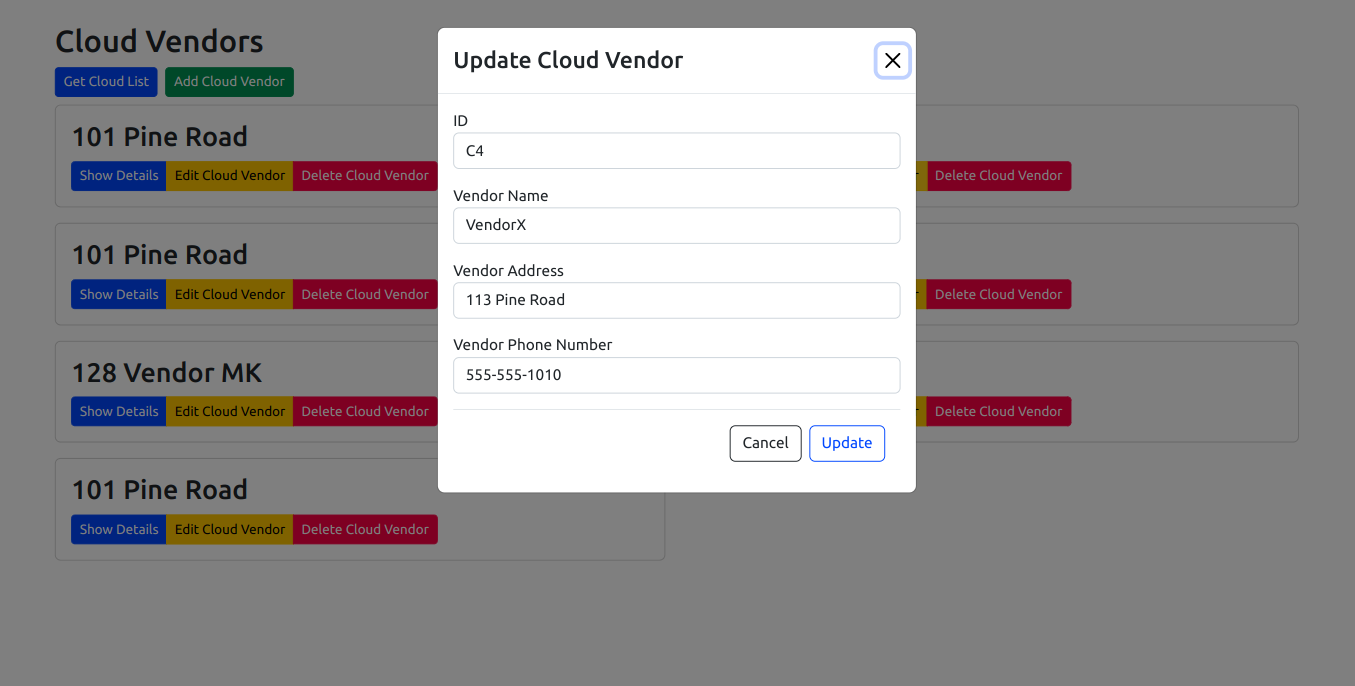 Cloud Vendors
Get Cloud List Add Cloud Vendor
101 Pine Road
Show Details Edit Cloud Vendor Delete Cloud Vendor
Delete Cloud Vendor
101 Pine Road
Show Details Edit Cloud Vendor Delete Cloud Vendor
Delete Cloud Vendor
128 Vendor MK
Show Details Edit Cloud Vendor Delete Cloud Vendor
Delete Cloud Vendor
101 Pine Road
Show Details Edit Cloud Vendor Delete Cloud Vendor
Update Cloud Vendor
ID
C4
Vendor Name
VendorX
Vendor Address
113 Pine Road
Vendor Phone Number
555-555-1010
Cancel Update